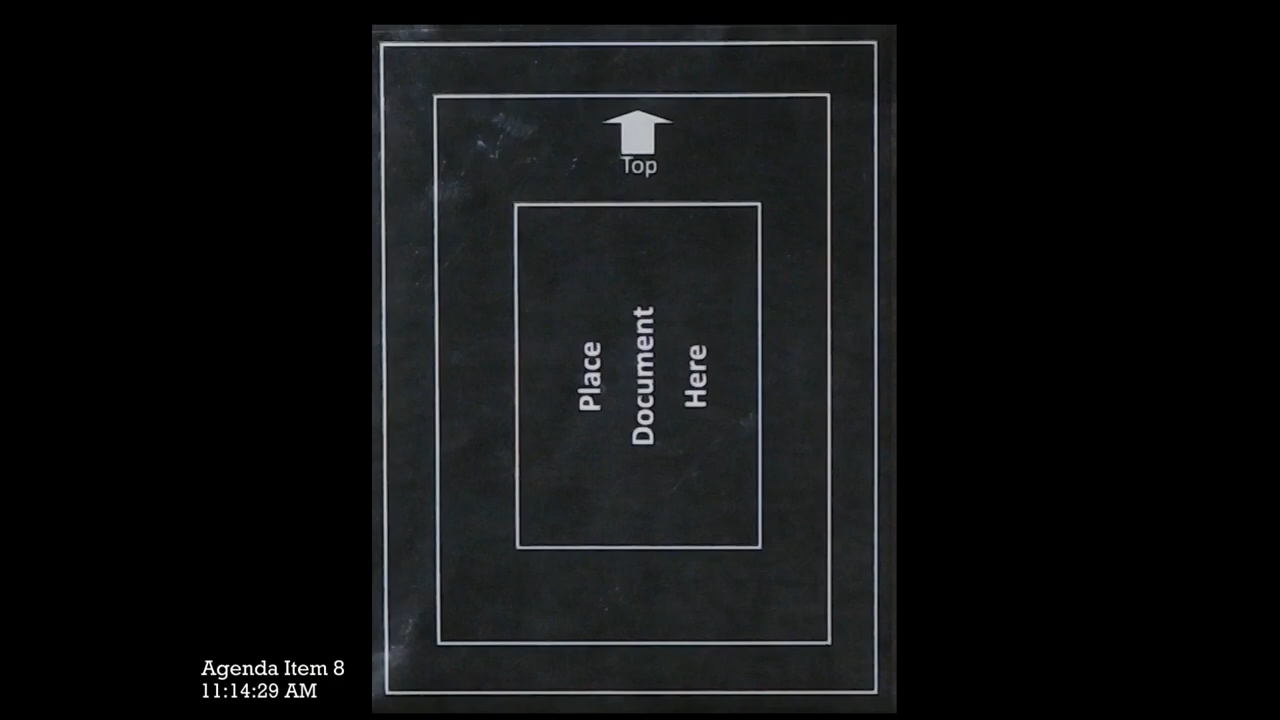 Top
Place
Document
Here
Agenda Item 8
11:14:29 AM